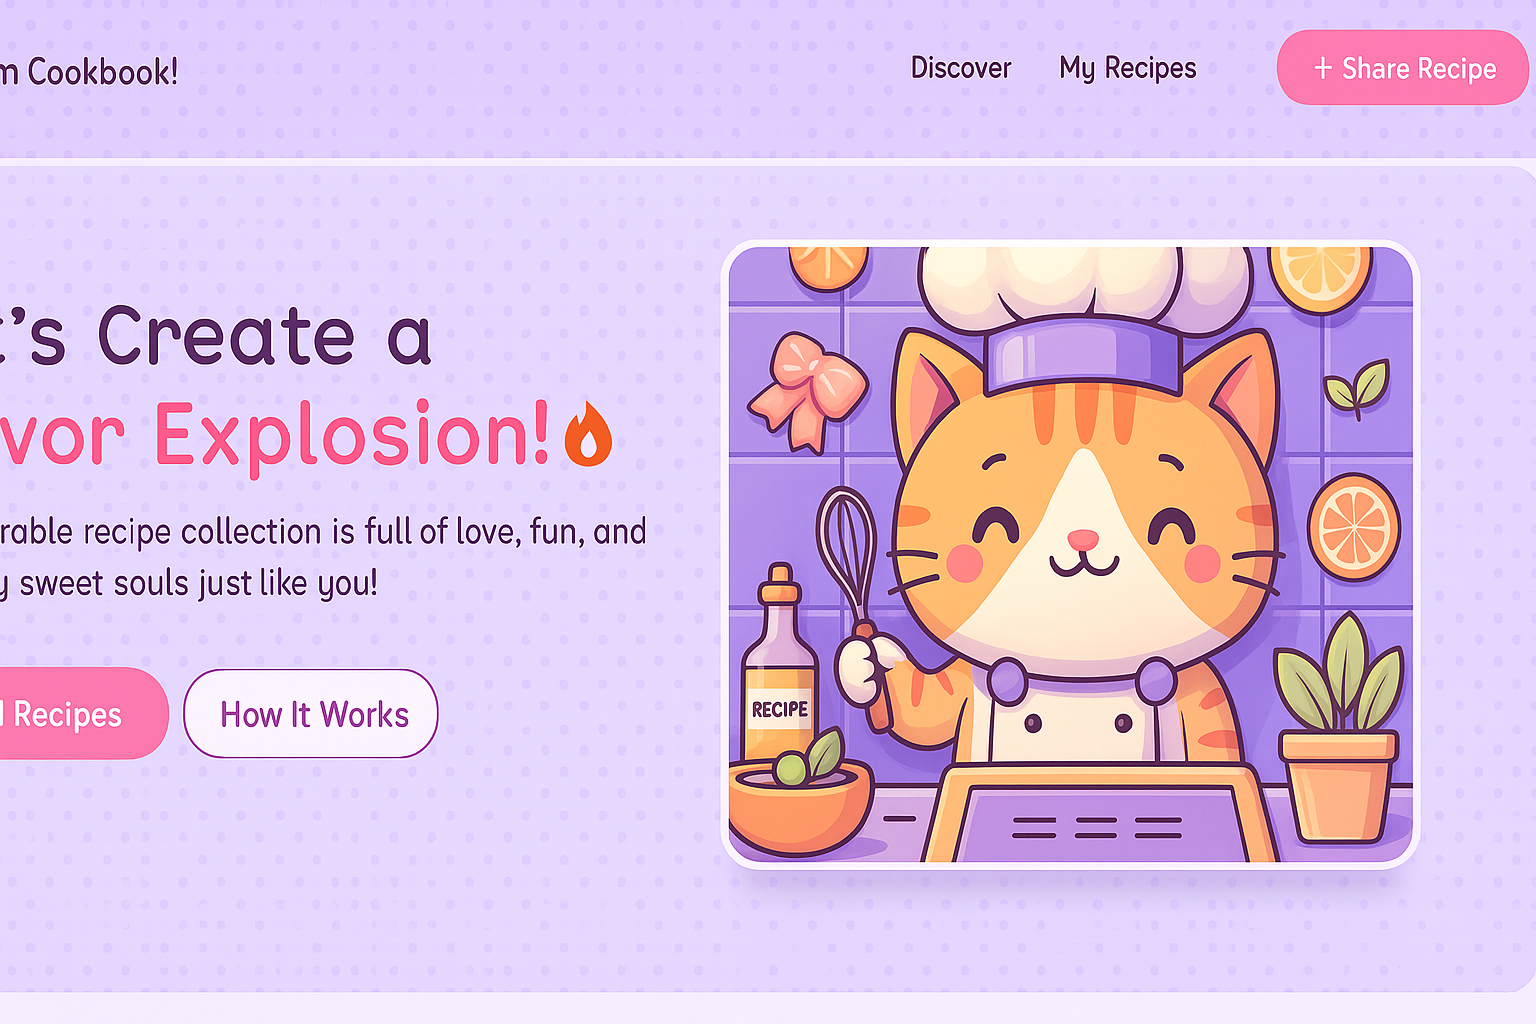 m Cookbook!
Discover
My Recipes
+ Share Recipe
t's Create a
vor Explosion!
rable recipe collection is full of love, fun, and
y sweet souls just like you!
Recipes
How It Works
RECIPE